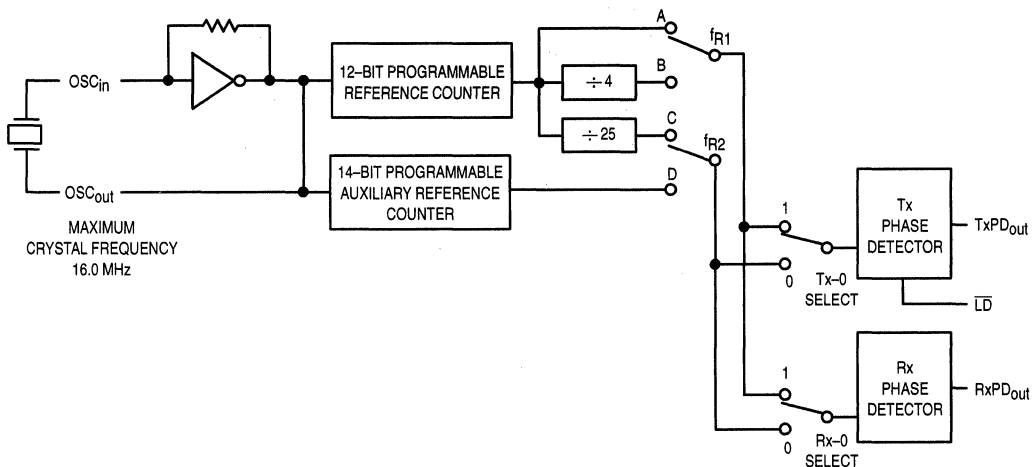 OSCin
OSCout
MAXIMUM
CRYSTAL FREQUENCY
16.0 MHz
12–BIT PROGRAMMABLE
REFERENCE COUNTER
14–BIT PROGRAMMABLE
AUXILIARY REFERENCE
COUNTER
÷4
÷25
A
B
C
D
fR1
fR2
1
0
Tx–0
SELECT
Tx
PHASE
DETECTOR
TxPDout
LD
1
0
Rx–0
SELECT
Rx
PHASE
DETECTOR
RxPDout